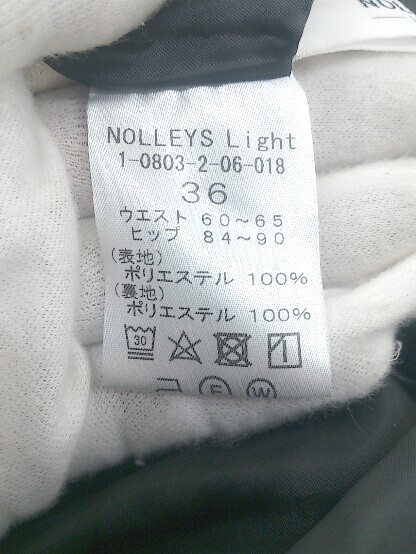 NOLLEYS Light
1-0803-2-06-018
36
ウエスト 60～65
ヒップ 84～90
(表地)
ポリエステル 100%
(裏地)
ポリエステル 100%
30
F W